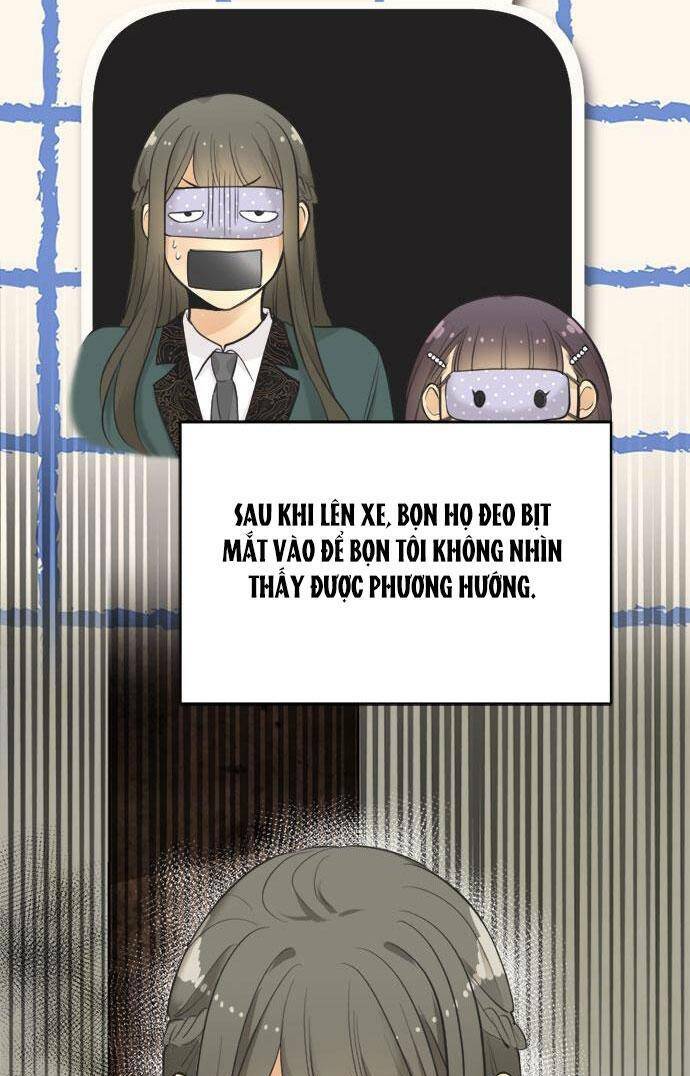 SAU KHI LÊN XE, BỌN HỌ ĐEO BỊT
MẮT VÀO ĐỂ BỌN TÔI KHÔNG NHÌN
THẤY ĐƯỢC PHƯƠNG HƯỚNG.